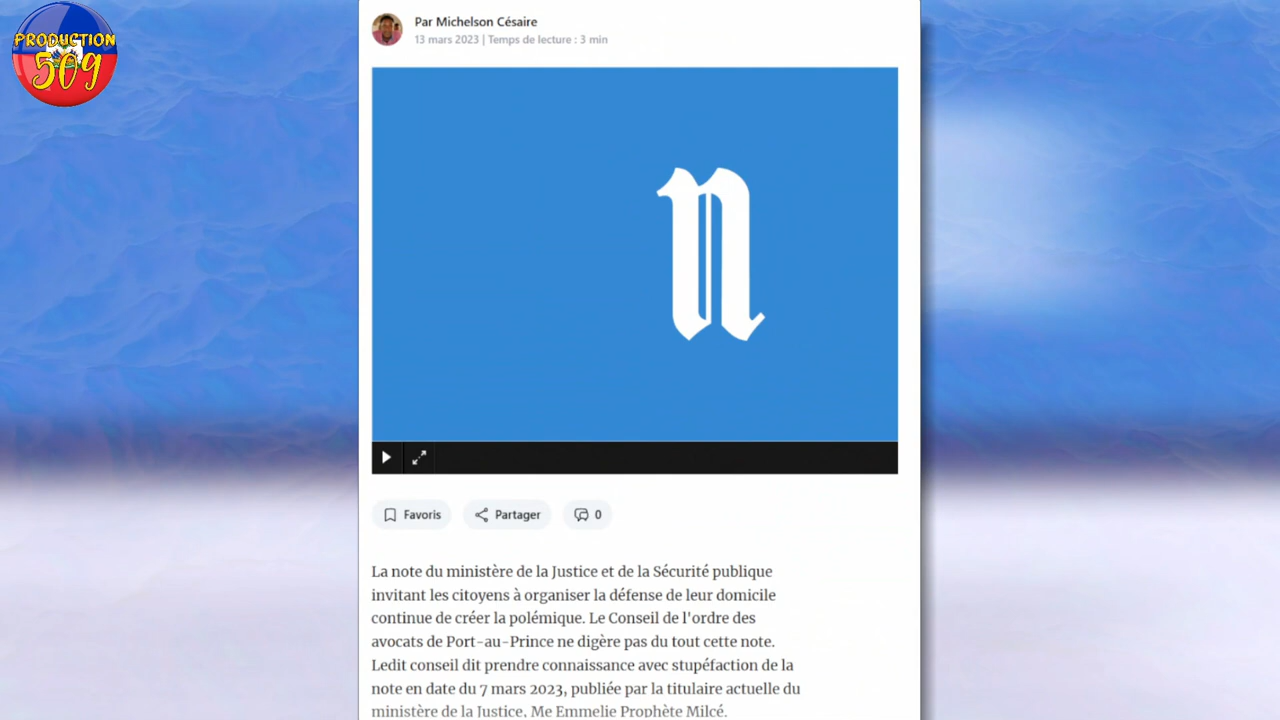 PRODUCTION
509
Par Michelson Césaire
13 mars 2023 | Temps de lecture : 3 min
n
Favoris
Partager
0
La note du ministère de la Justice et de la Sécurité publique
invitant les citoyens à organiser la défense de leur domicile
continue de créer la polémique. Le Conseil de l'ordre des
avocats de Port-au-Prince ne digère pas du tout cette note.
Ledit conseil dit prendre connaissance avec stupéfaction de la
note en date du 7 mars 2023, publiée par la titulaire actuelle du
ministère de la Justice, Me Emmelie Prophète Milcé.